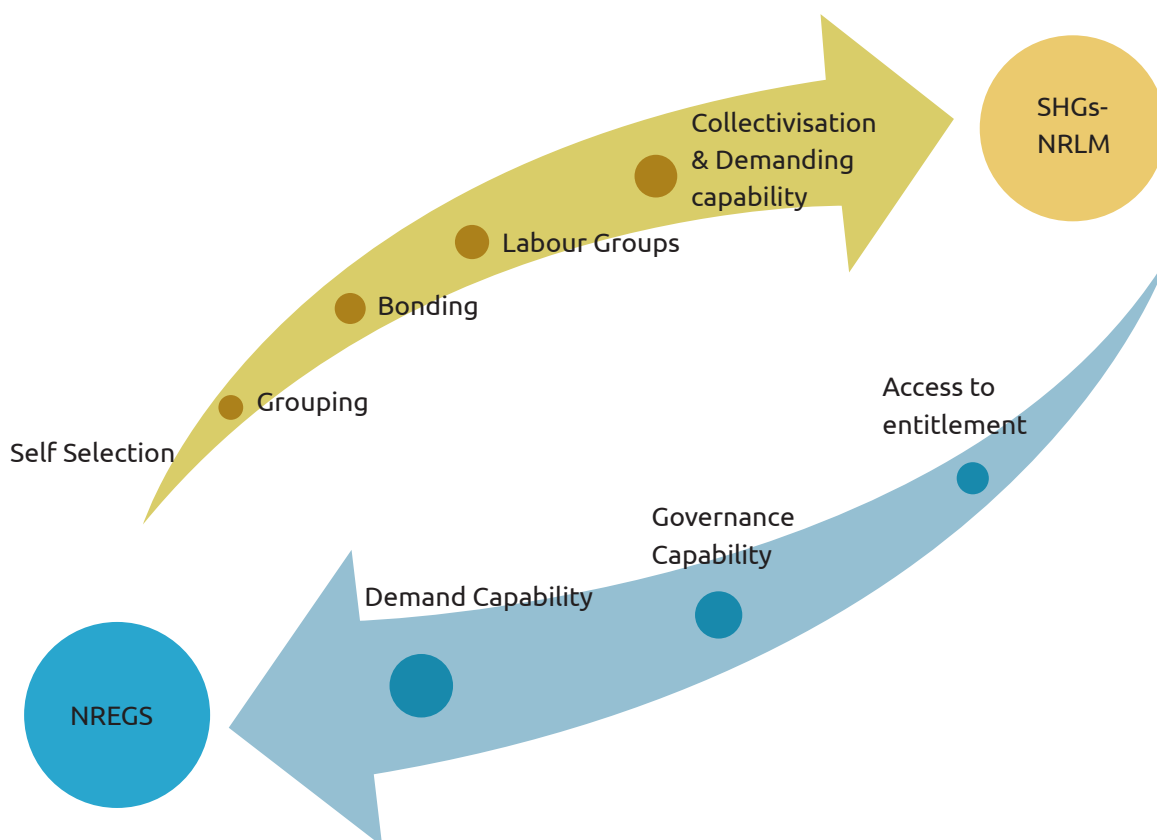 Collectivisation
& Demanding
capability
SHGs-
NRLM
Labour Groups
Bonding
Grouping
Self Selection
Access to
entitlement
Governance
Capability
Demand Capability
NREGS